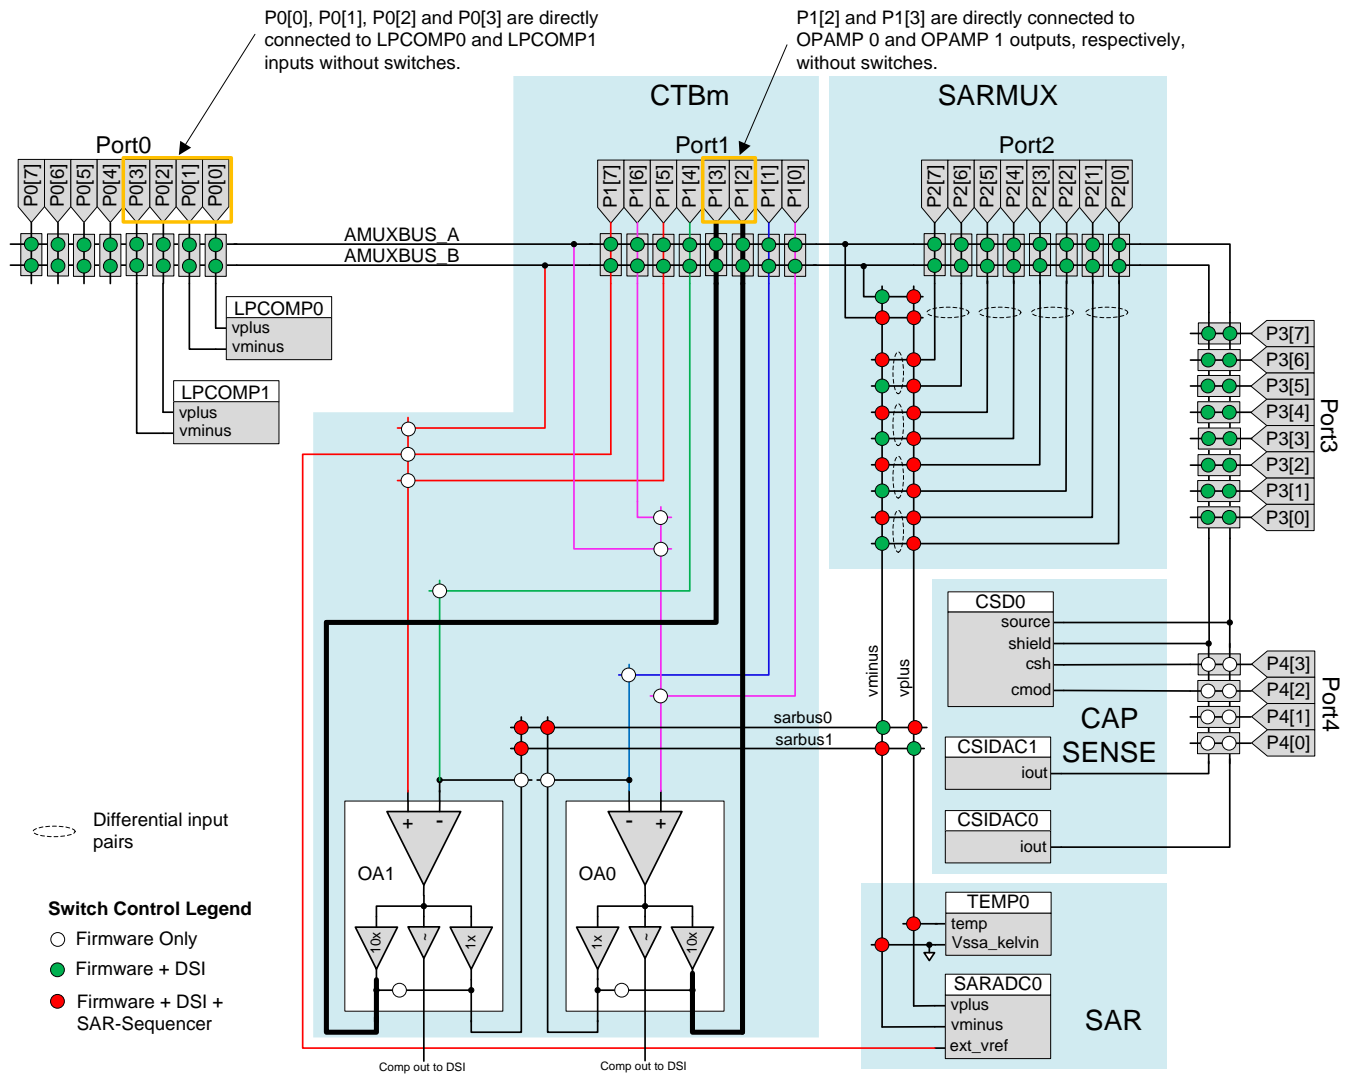 P0[0], P0[1], P0[2] and P0[3] are directly
connected to LPCOMP0 and LPCOMP1
inputs without switches.
P1[2] and P1[3] are directly connected to
OPAMP 0 and OPAMP 1 outputs, respectively,
without switches.
CTBm
SARMUX
Port0
Port1
Port2
P0[7]
P0[6]
P0[5]
P0[4]
P0[3]
P0[2]
P0[1]
P0[0]
P1[7]
P1[6]
P1[5]
P1[4]
P1[3]
P1[2]
P1[1]
P1[0]
P2[7]
P2[6]
P2[5]
P2[4]
P2[3]
P2[2]
P2[1]
P2[0]
AMUXBUS_A
AMUXBUS_B
LPCOMP0
vplus
vminus
LPCOMP1
vplus
vminus
P3[7]
P3[6]
P3[5]
P3[4]
P3[3]
P3[2]
P3[1]
P3[0]
Port3
CSD0
source
shield
csh
cmod
P4[3]
P4[2]
P4[1]
P4[0]
Port4
vminus
vplus
sarbus0
sarbus1
CAP
SENSE
CSIDAC1
iout
CSIDAC0
iout
+
-
OA1
10x
~
1x
-
+
OA0
1x
~
10x
Differential input
pairs
Switch Control Legend
Firmware Only
Firmware + DSI
Firmware + DSI +
SAR-Sequencer
TEMP0
temp
Vssa_kelvin
SARADC0
vplus
vminus
ext_vref
SAR
Comp out to DSI
Comp out to DSI